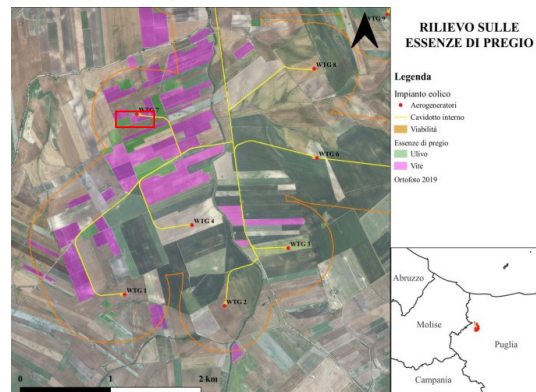 WTG 9
WTG 8
WTG 7
WTG 6
WTG 4
WTG 3
WTG 1
WTG 2
0 1 2 km
RILIEVO SULLE
ESSENZE DI PREGIO
Legenda
Impianto eolico
Aerogeneratori
Cavidotto interno
Viabilità
Essenze di pregio
Ulivo
Vite
Ortofoto 2019
Abruzzo
Molise
Puglia
Campania